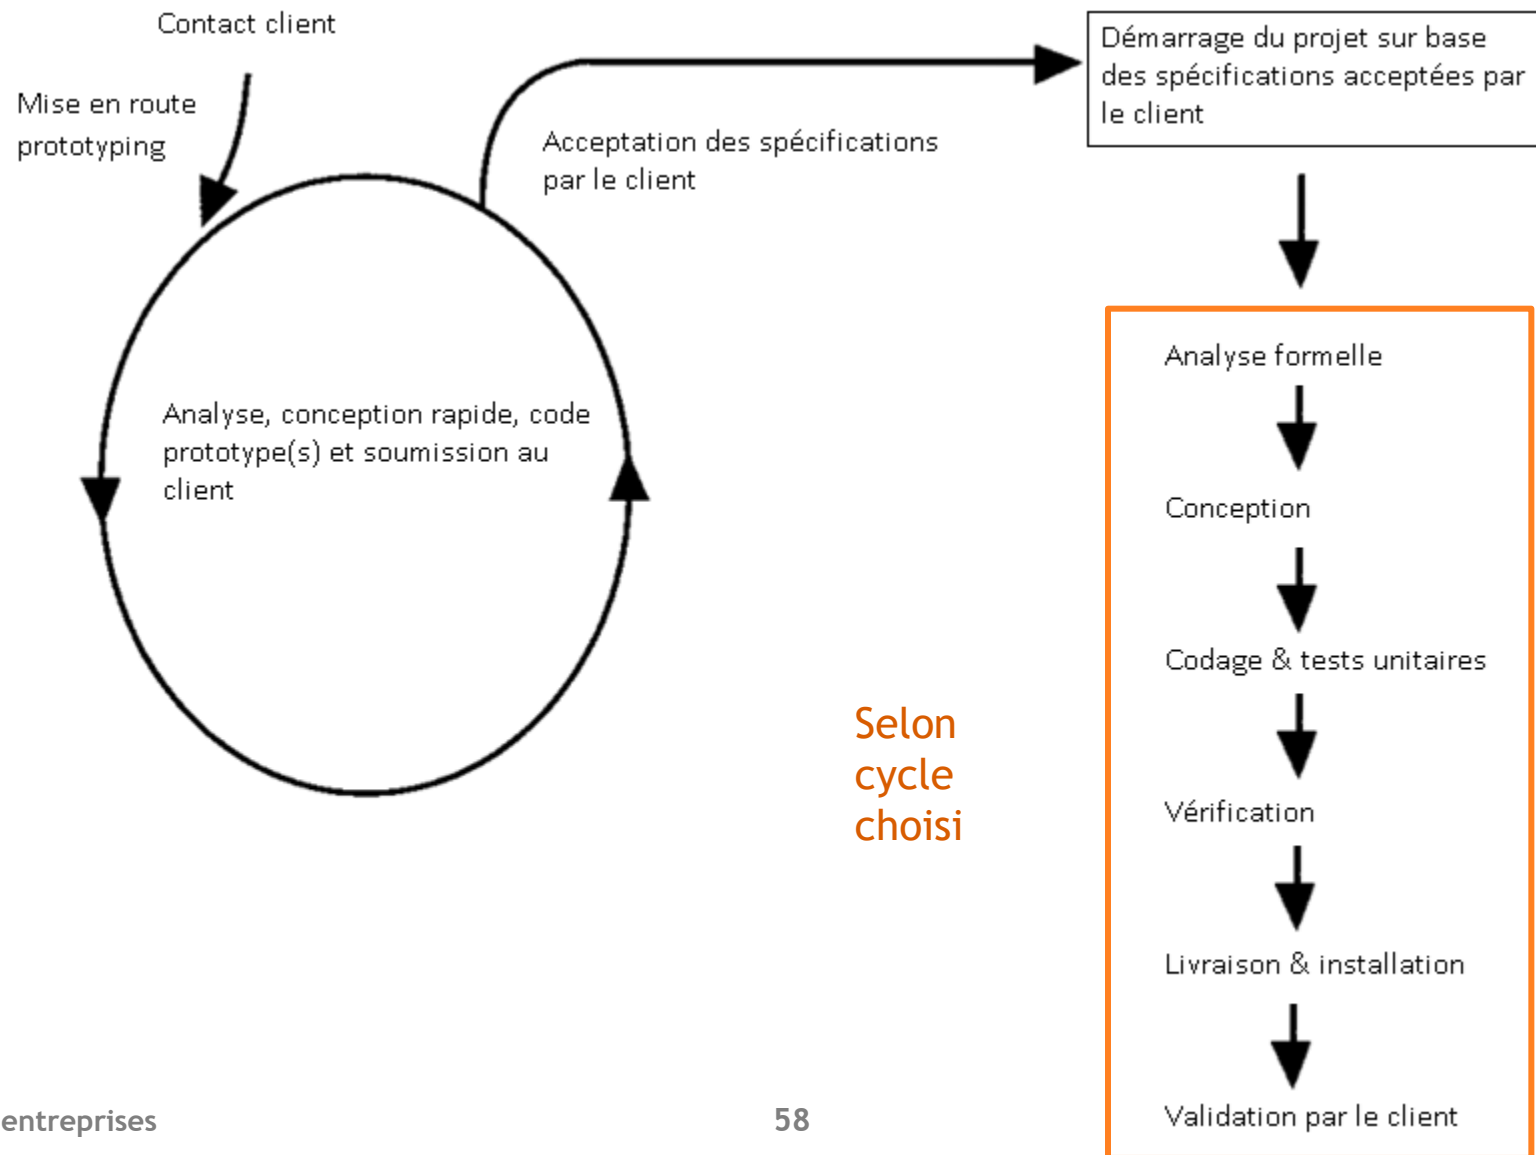 Contact client
Mise en route
prototyping
Acceptation des spécifications
par le client
Démarrage du projet sur base
des spécifications acceptées par
le client
Analyse, conception rapide, code
prototype(s) et soumission au
client
Selon
cycle
choisi
Analyse formelle
Conception
Codage & tests unitaires
Vérification
Livraison & installation
Validation par le client
entreprises
58